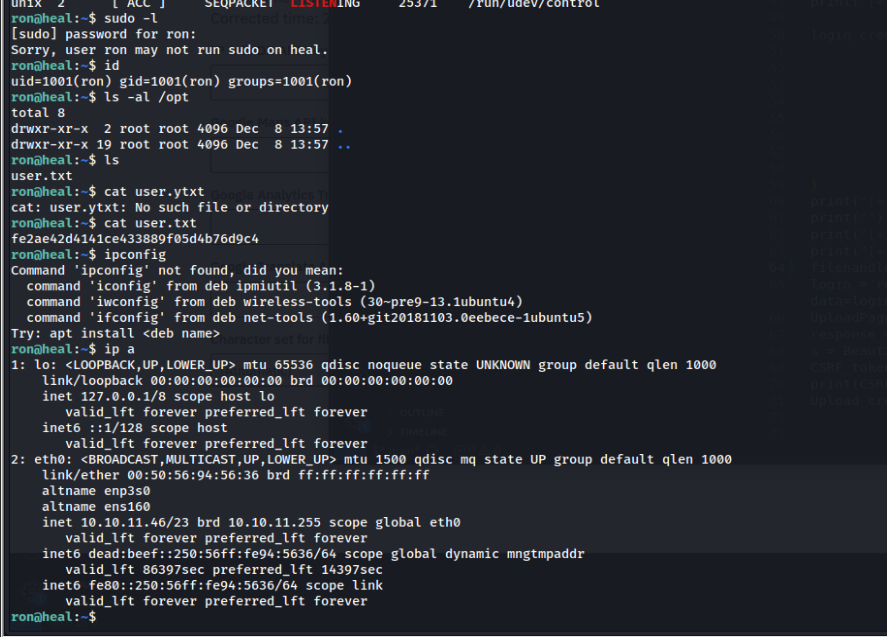 unix  2      [ ACC ]     SEQPACKET  LISTENING     25371    /run/udev/control
ron@heal:~$ sudo -l
[sudo] password for ron:
Sorry, user ron may not run sudo on heal.
ron@heal:~$ id
uid=1001(ron) gid=1001(ron) groups=1001(ron)
ron@heal:~$ ls -al /opt
total 8
drwxr-xr-x  2 root root 4096 Dec  8 13:57 .
drwxr-xr-x 19 root root 4096 Dec  8 13:57 ..
ron@heal:~$ ls
user.txt
ron@heal:~$ cat user.ytxt
cat: user.ytxt: No such file or directory
ron@heal:~$ cat user.txt
fe2ae42d4141ce433889f05d4b76d9c4
ron@heal:~$ ipconfig
Command 'ipconfig' not found, did you mean:
  command 'iconfig' from deb ipmiutil (3.1.8-1)
  command 'iwconfig' from deb wireless-tools (30~pre9-13.1ubuntu4)
  command 'ifconfig' from deb net-tools (1.60+git20181103.0eebece-1ubuntu5)
Try: apt install <deb name>
ron@heal:~$ ip a
1: lo: <LOOPBACK,UP,LOWER_UP> mtu 65536 qdisc noqueue state UNKNOWN group default qlen 1000
    link/loopback 00:00:00:00:00:00 brd 00:00:00:00:00:00
    inet 127.0.0.1/8 scope host lo
       valid_lft forever preferred_lft forever
    inet6 ::1/128 scope host
       valid_lft forever preferred_lft forever
2: eth0: <BROADCAST,MULTICAST,UP,LOWER_UP> mtu 1500 qdisc mq state UP group default qlen 1000
    link/ether 00:50:56:94:56:36 brd ff:ff:ff:ff:ff:ff
    altname enp3s0
    altname ens160
    inet 10.10.11.46/23 brd 10.10.11.255 scope global eth0
       valid_lft forever preferred_lft forever
    inet6 dead:beef::250:56ff:fe94:5636/64 scope global dynamic mngtmpaddr
       valid_lft 86397sec preferred_lft 14397sec
    inet6 fe80::250:56ff:fe94:5636/64 scope link
       valid_lft forever preferred_lft forever
ron@heal:~$